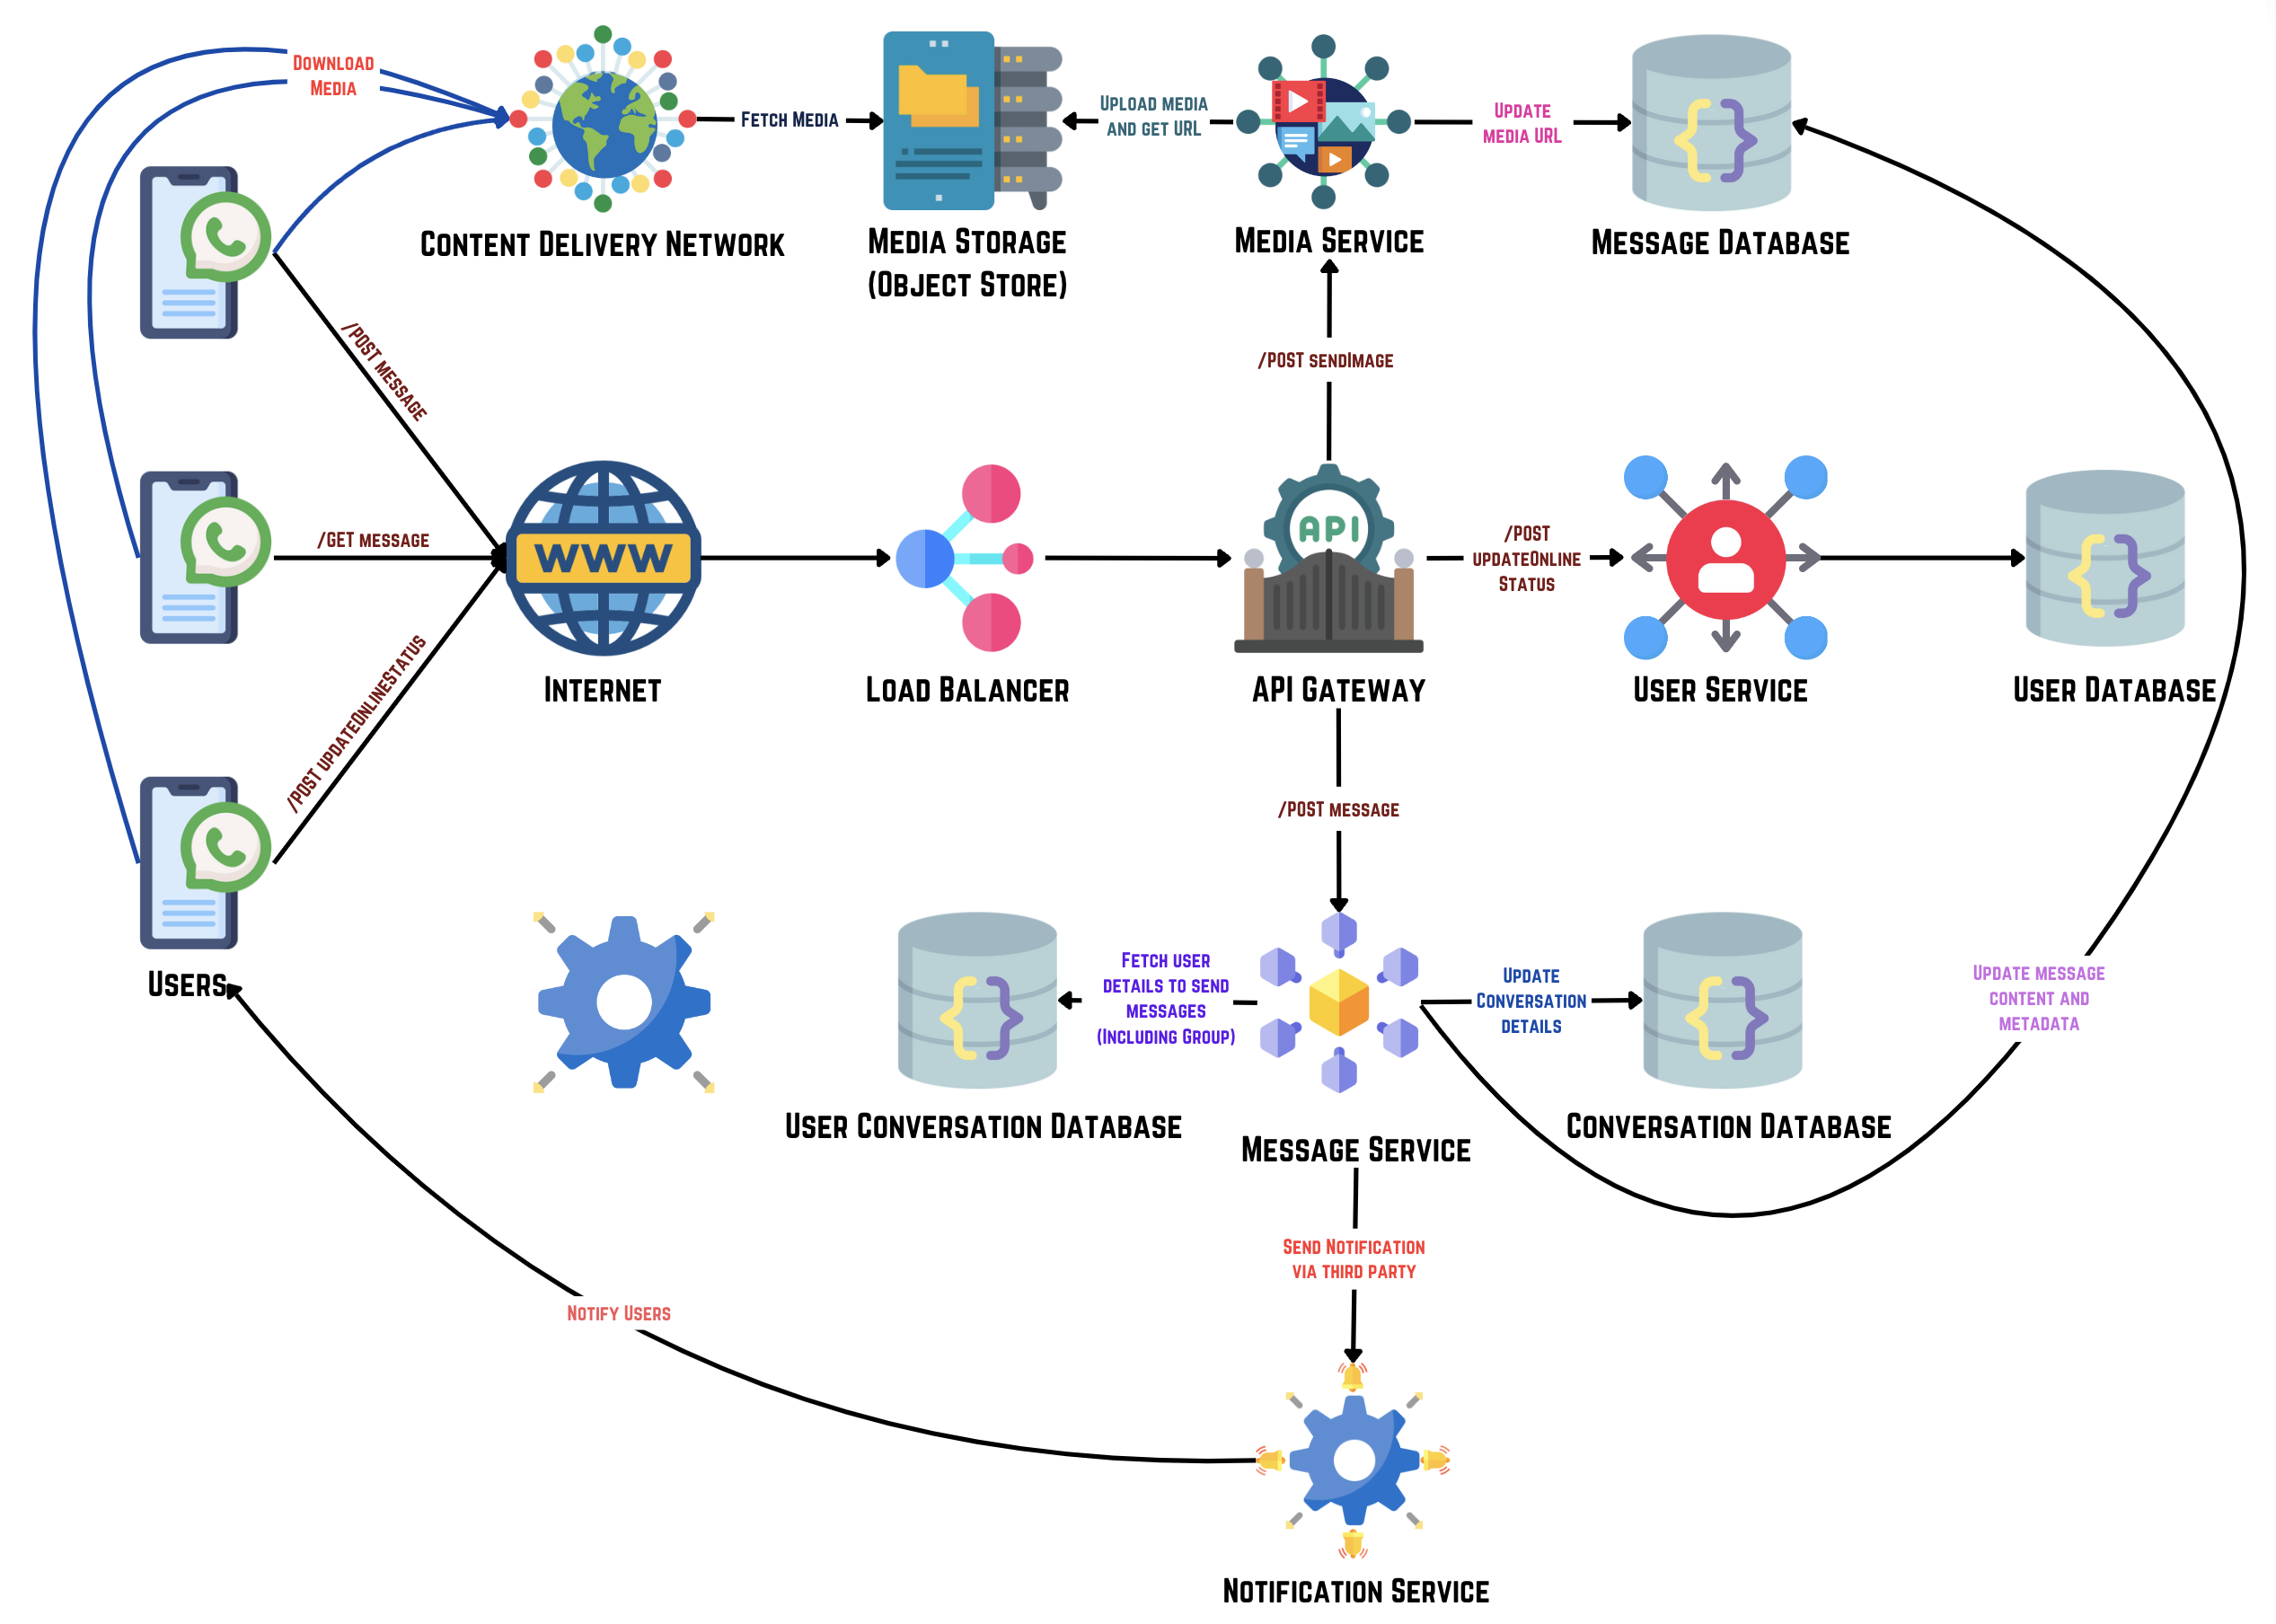 Download
Media
Fetch Media
Upload media
and get URL
Update
media URL
Content Delivery Network
Media Storage
(Object Store)
Media Service
Message Database
/POST message
/POST sendImage
/GET message
WWW
API
/POST
updateOnline
Status
/POST updateOnlineStatus
Internet
Load Balancer
API Gateway
User Service
User Database
/POST message
Users
Fetch user
details to send
messages
(Including Group)
Update
Conversation
details
Update message
content and
metadata
User Conversation Database
Message Service
Conversation Database
Send Notification
via third party
Notify Users
Notification Service